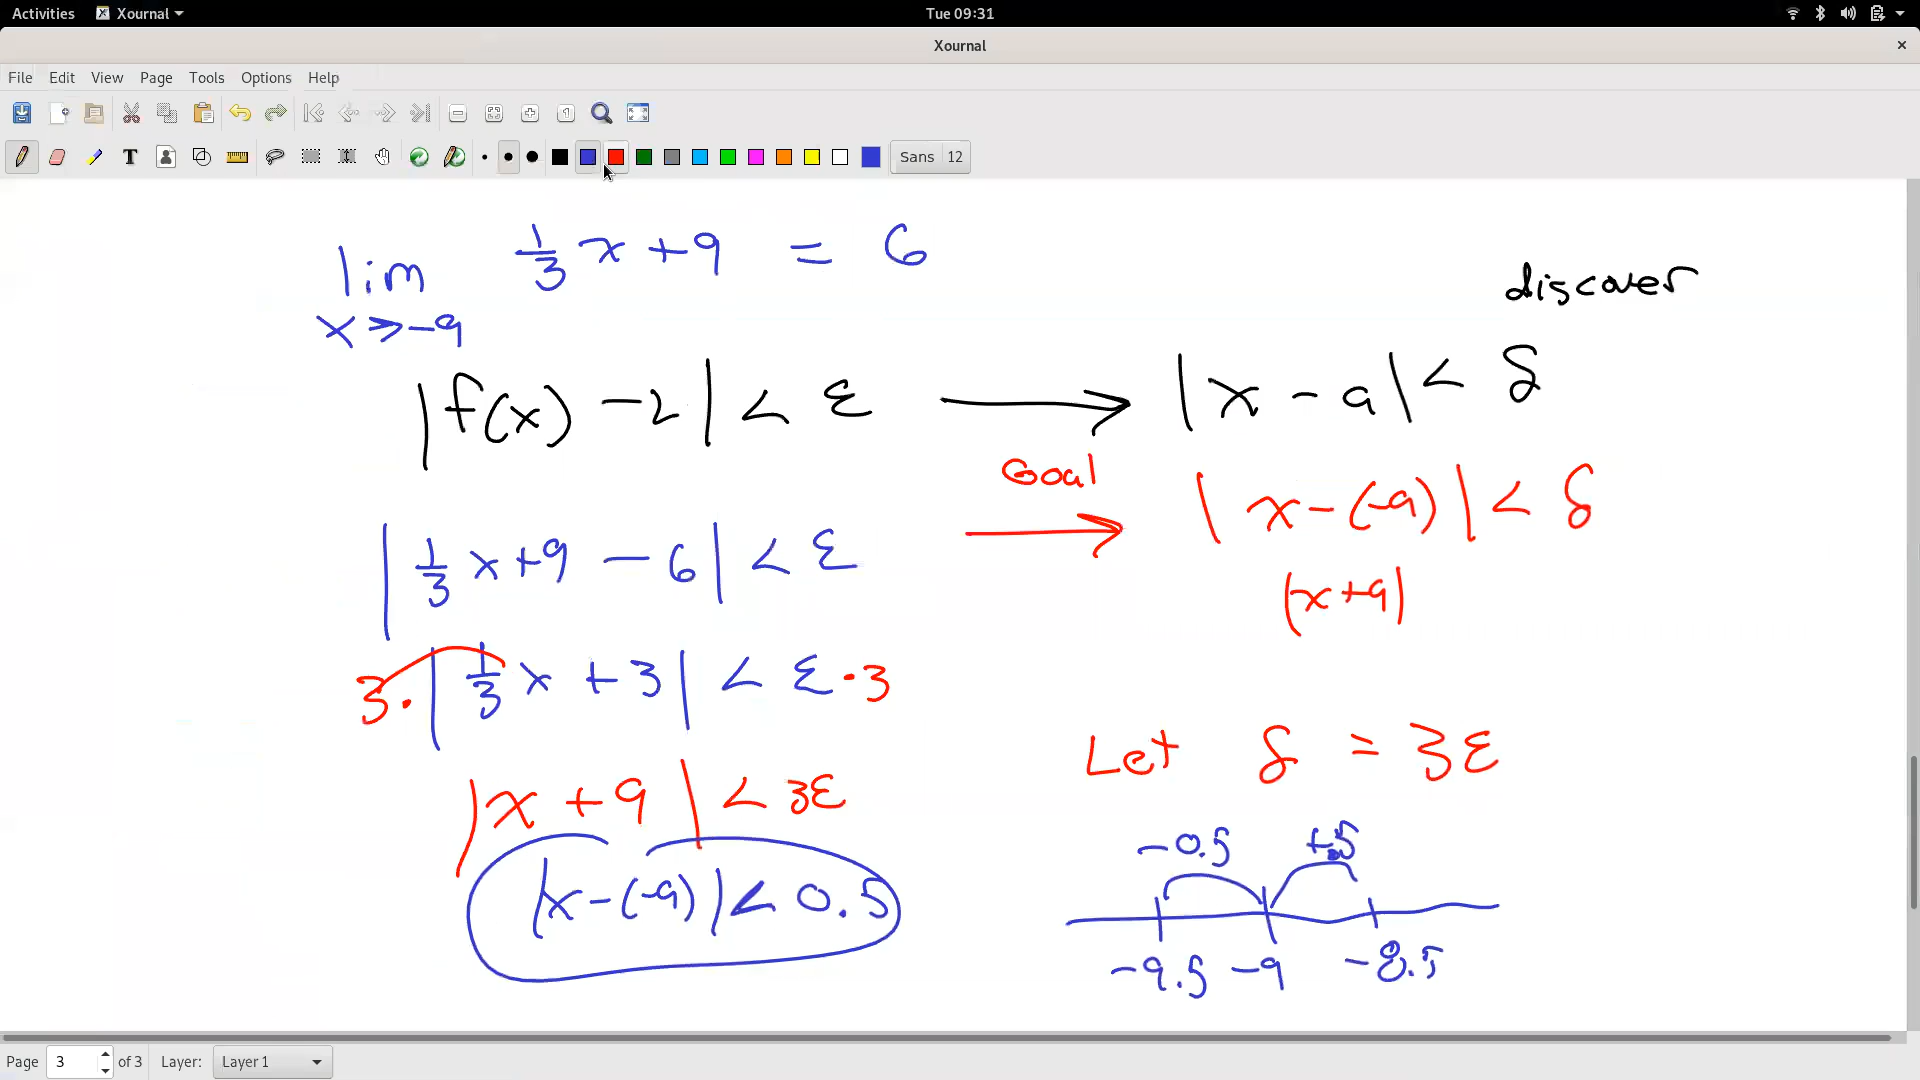 Activities Xournal Tue 09:31
Xournal
File Edit View Page Tools Options Help
Sans 12
lim 1/3 x + 9 = 6
x → -9
discover
|f(x) - 2| < ε → |x - a| < δ
Goal
|1/3 x + 9 - 6| < ε → |x - (-9)| < δ
|x + 9|
3 · |1/3 x + 3| < ε · 3
Let δ = 3ε
|x + 9| < 3ε
-0.5 +.5
|x - (-9)| < 0.5
-9.5 -9 -8.5
Page 3 of 3 Layer: Layer 1